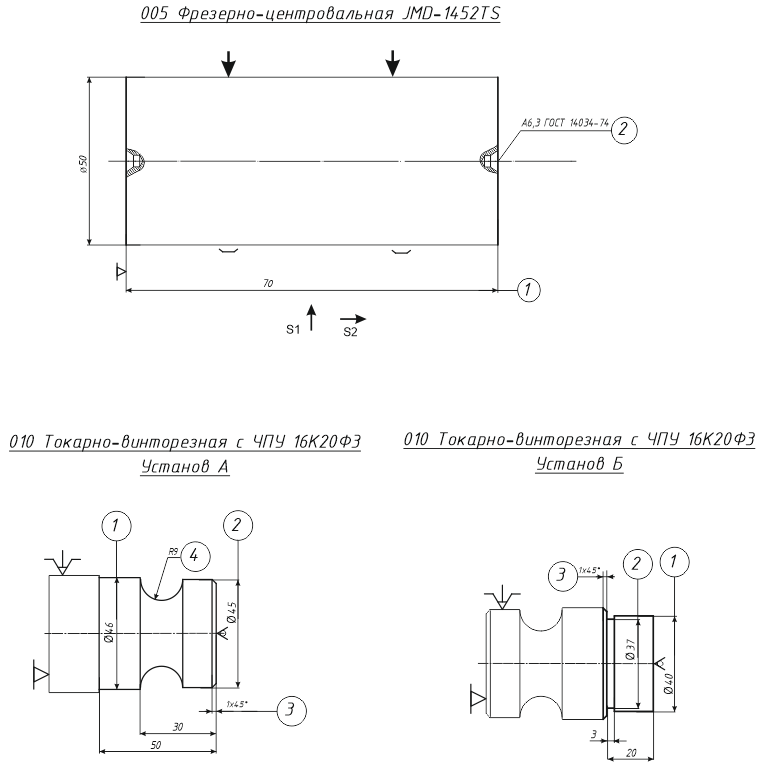 005 Фрезерно-центровальная JMD-1452TS
А6,3 ГОСТ 14034-74
2
Ø50
70
1
S1
S2
010 Токарно-винторезная с ЧПУ 16К20Ф3
Установ А
1
2
R9
4
Ø46
Ø45
1x45°
3
30
50
010 Токарно-винторезная с ЧПУ 16К20Ф3
Установ Б
3
1x45°
2
1
Ø37
Ø40
3
20